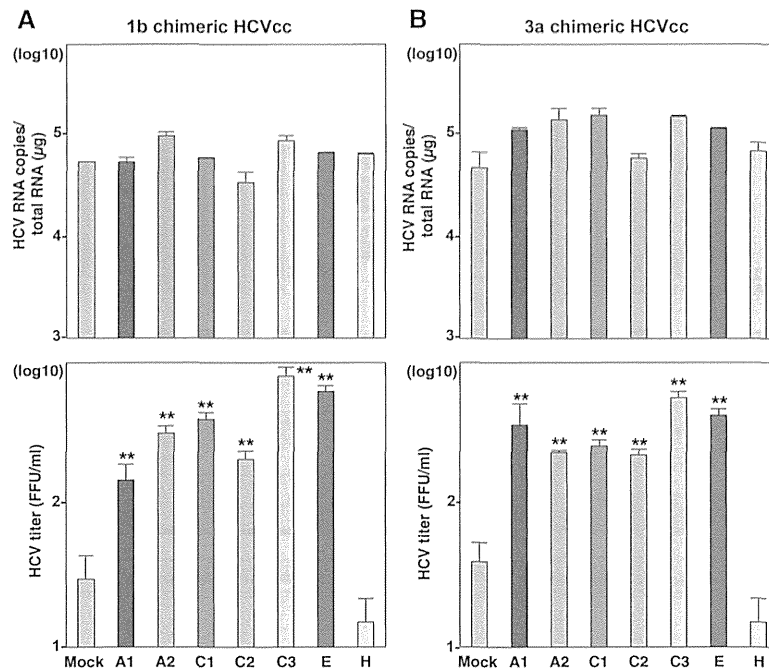 A
1b chimeric HCVcc
(log10)
HCV RNA copies/
total RNA (μg)
5
4
3
(log10)
HCV titer (FFU/ml)
2
1
** ** ** ** ** **
Mock A1 A2 C1 C2 C3 E H
B
3a chimeric HCVcc
(log10)
HCV RNA copies/
total RNA (μg)
5
4
3
(log10)
HCV titer (FFU/ml)
2
1
** ** ** ** ** **
Mock A1 A2 C1 C2 C3 E H